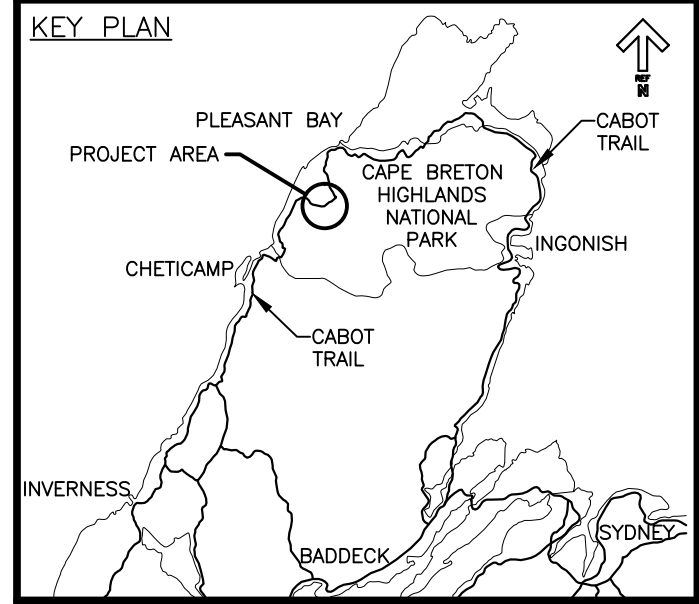 KEY PLAN
REF
N
PLEASANT BAY
CABOT
TRAIL
PROJECT AREA
CAPE BRETON
HIGHLANDS
NATIONAL
PARK
INGONISH
CHETICAMP
CABOT
TRAIL
INVERNESS
SYDNEY
BADDECK